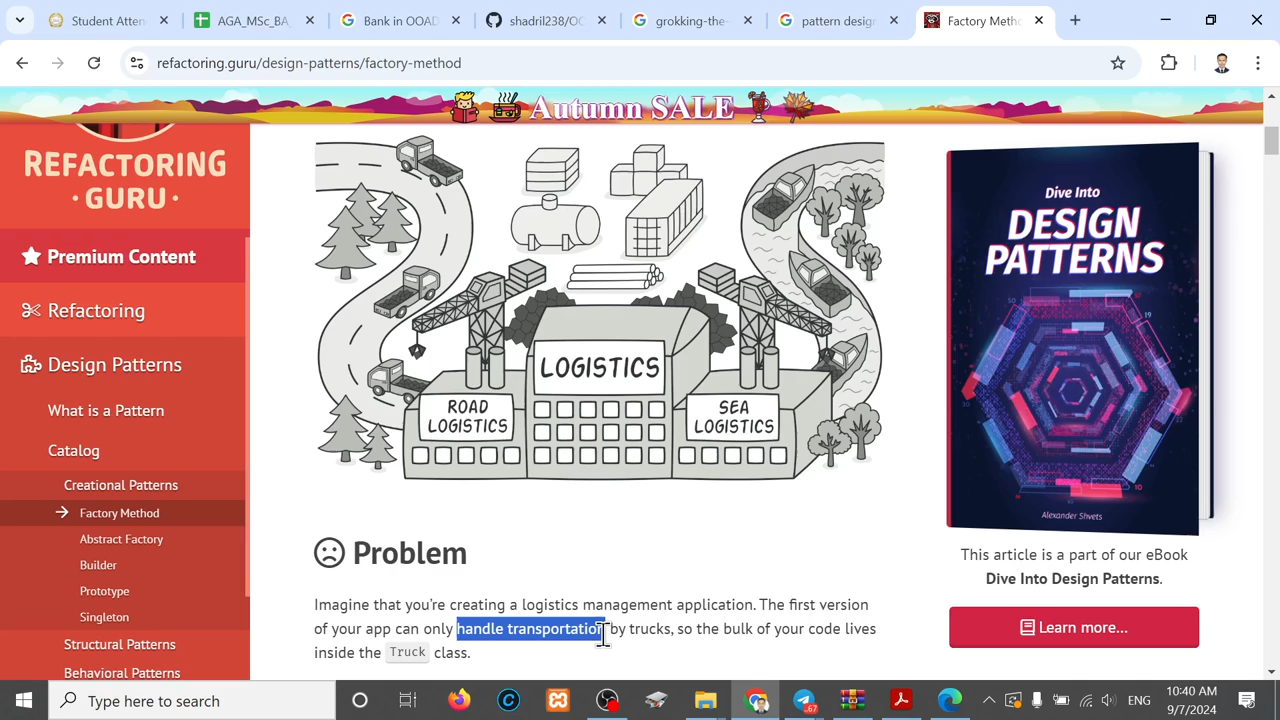 Student Atten
AGA_MSc_BA_
Bank in OOAD
shadril238/OO
grokking-the-
pattern desig
Factory Meth
refactoring.guru/design-patterns/factory-method
Autumn SALE
REFACTORING
· GURU ·
Premium Content
Refactoring
Design Patterns
What is a Pattern
Catalog
Creational Patterns
Factory Method
Abstract Factory
Builder
Prototype
Singleton
Structural Patterns
Behavioral Patterns
LOGISTICS
ROAD
LOGISTICS
SEA
LOGISTICS
Problem
Imagine that you're creating a logistics management application. The first version
of your app can only handle transportation by trucks, so the bulk of your code lives
inside the Truck class.
Dive Into
DESIGN
PATTERNS
Alexander Shvets
This article is a part of our eBook
Dive Into Design Patterns.
Learn more...
Type here to search
67
ENG
10:40 AM
9/7/2024